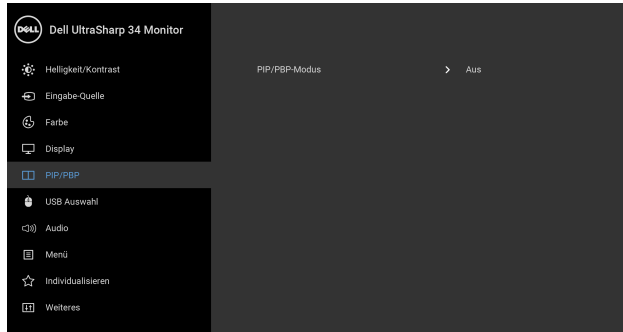 DELL Dell UltraSharp 34 Monitor
Helligkeit/Kontrast
PIP/PBP-Modus
Aus
Eingabe-Quelle
Farbe
Display
PIP/PBP
USB Auswahl
Audio
Menü
Individualisieren
Weiteres